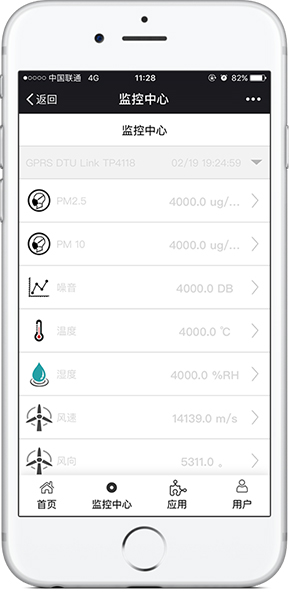 中国联通 4G 11:28 82%
返回 监控中心
监控中心
GPRS DTU Link TP4118 02/19 19:24:59
PM2.5 4000.0 ug/...
PM 10 4000.0 ug/...
噪音 4000.0 DB
温度 4000.0 ℃
湿度 4000.0 %RH
风速 14139.0 m/s
风向 5311.0 。
首页 监控中心 应用 用户